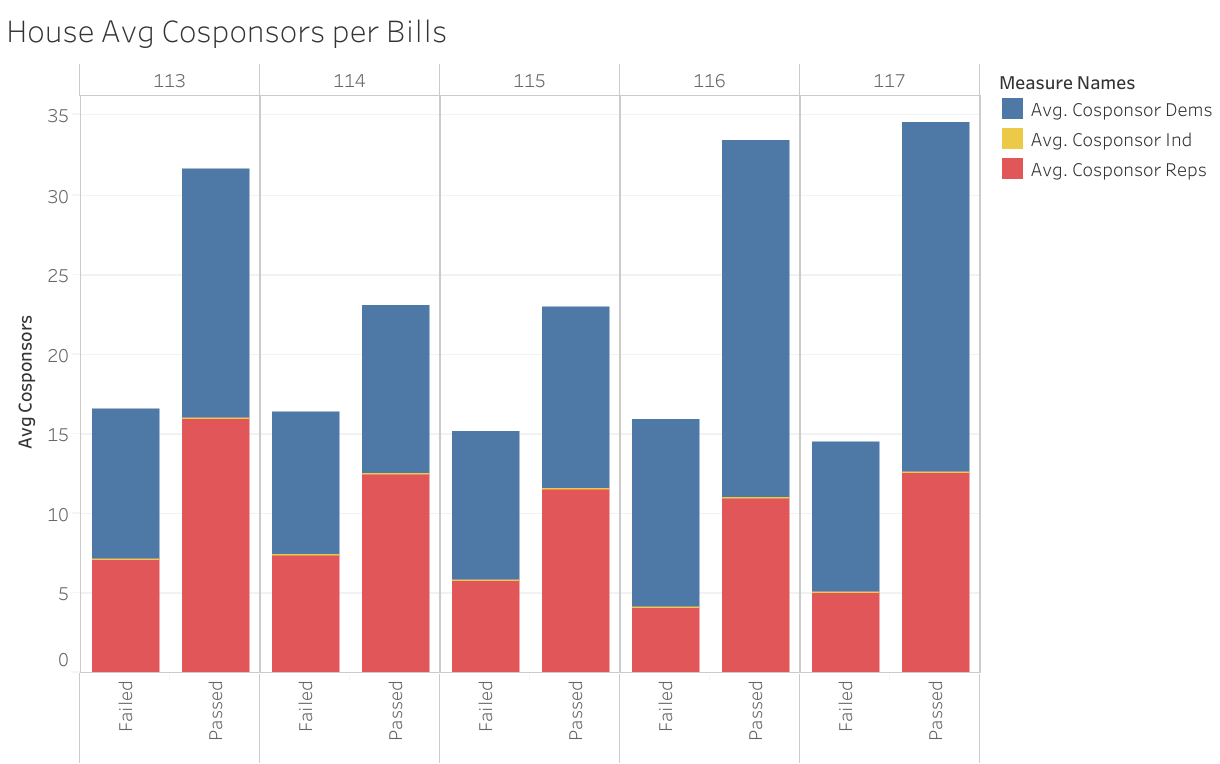 House Avg Cosponsors per Bills
113 114 115 116 117
Measure Names
Avg. Cosponsor Dems
Avg. Cosponsor Ind
Avg. Cosponsor Reps
Avg Cosponsors
35
30
25
20
15
10
5
0
Failed Passed Failed Passed Failed Passed Failed Passed Failed Passed